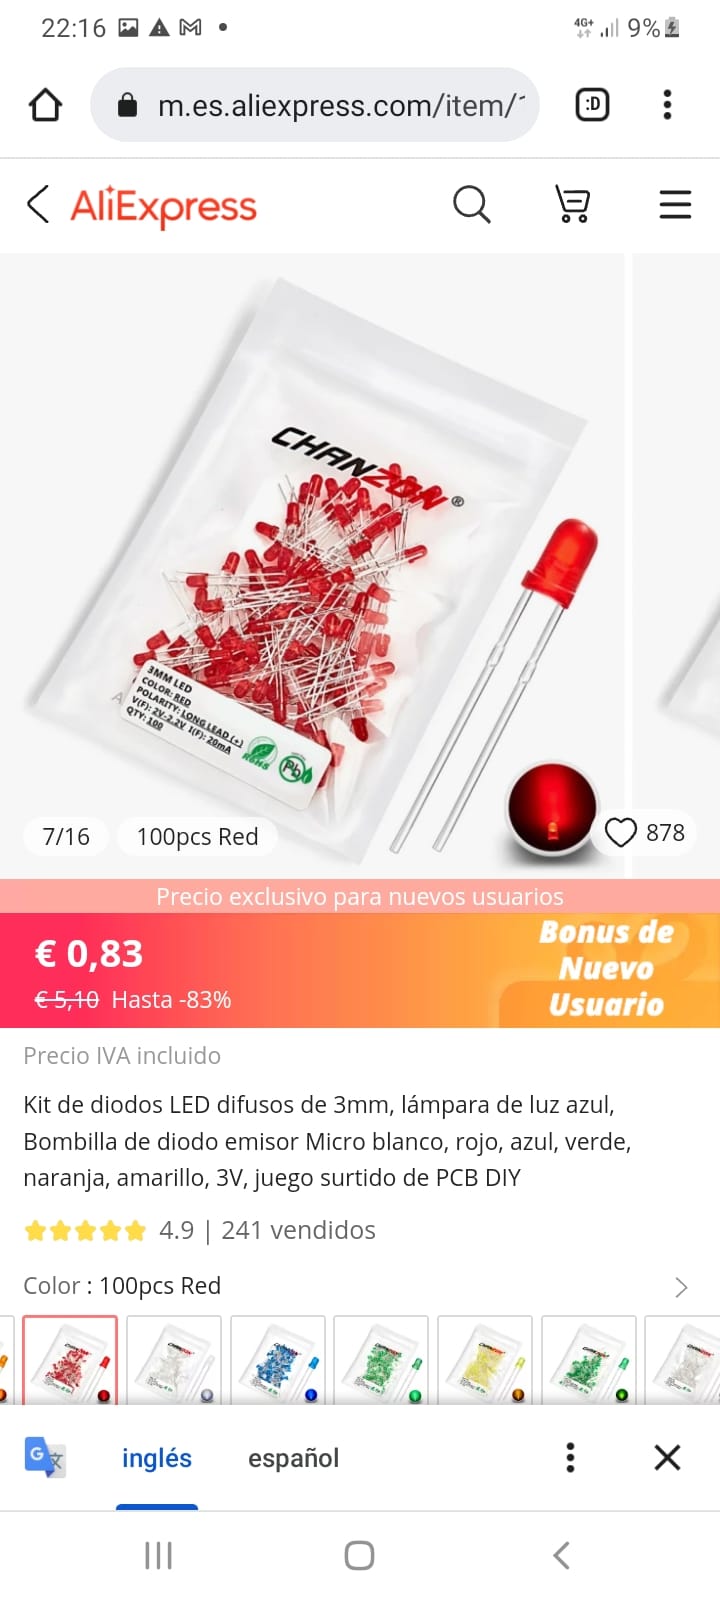 22:16
4G+
9%
m.es.aliexpress.com/item/
:D
AliExpress
CHANZON®
3MM LED
COLOR: RED
POLARITY: LONG LEAD (+)
V(F): 2V-2.2V I(F): 20mA
QTY: 100
RoHS
Pb
7/16
100pcs Red
878
Precio exclusivo para nuevos usuarios
€ 0,83
€ 5,10 Hasta -83%
Bonus de
Nuevo
Usuario
Precio IVA incluido
Kit de diodos LED difusos de 3mm, lámpara de luz azul,
Bombilla de diodo emisor Micro blanco, rojo, azul, verde,
naranja, amarillo, 3V, juego surtido de PCB DIY
4.9 | 241 vendidos
Color : 100pcs Red
inglés
español